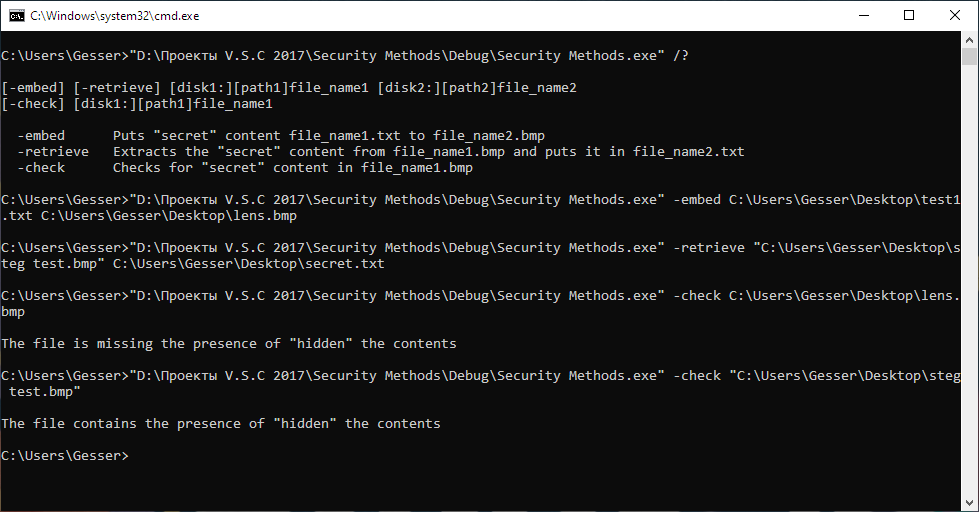 C:\Windows\system32\cmd.exe
C:\Users\Gesser>"D:\Проекты V.S.C 2017\Security Methods\Debug\Security Methods.exe" /?
[-embed] [-retrieve] [disk1:][path1]file_name1 [disk2:][path2]file_name2
[-check] [disk1:][path1]file_name1
-embed Puts "secret" content file_name1.txt to file_name2.bmp
-retrieve Extracts the "secret" content from file_name1.bmp and puts it in file_name2.txt
-check Checks for "secret" content in file_name1.bmp
C:\Users\Gesser>"D:\Проекты V.S.C 2017\Security Methods\Debug\Security Methods.exe" -embed C:\Users\Gesser\Desktop\test1
.txt C:\Users\Gesser\Desktop\lens.bmp
C:\Users\Gesser>"D:\Проекты V.S.C 2017\Security Methods\Debug\Security Methods.exe" -retrieve "C:\Users\Gesser\Desktop\s
teg test.bmp" C:\Users\Gesser\Desktop\secret.txt
C:\Users\Gesser>"D:\Проекты V.S.C 2017\Security Methods\Debug\Security Methods.exe" -check C:\Users\Gesser\Desktop\lens.
bmp
The file is missing the presence of "hidden" the contents
C:\Users\Gesser>"D:\Проекты V.S.C 2017\Security Methods\Debug\Security Methods.exe" -check "C:\Users\Gesser\Desktop\steg
test.bmp"
The file contains the presence of "hidden" the contents
C:\Users\Gesser>